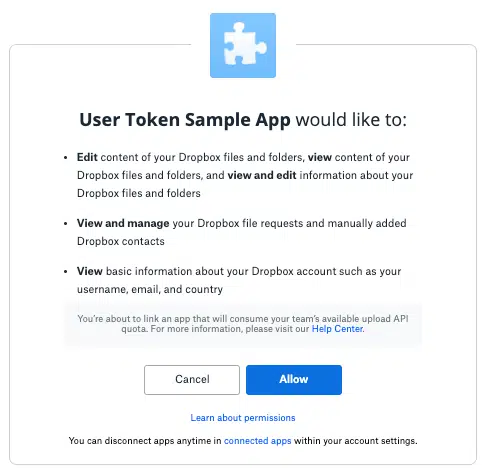 User Token Sample App would like to:
• Edit content of your Dropbox files and folders, view content of your
Dropbox files and folders, and view and edit information about your
Dropbox files and folders
• View and manage your Dropbox file requests and manually added
Dropbox contacts
• View basic information about your Dropbox account such as your
username, email, and country
You're about to link an app that will consume your team's available upload API
quota. For more information, please visit our Help Center.
Cancel
Allow
Learn about permissions
You can disconnect apps anytime in connected apps within your account settings.